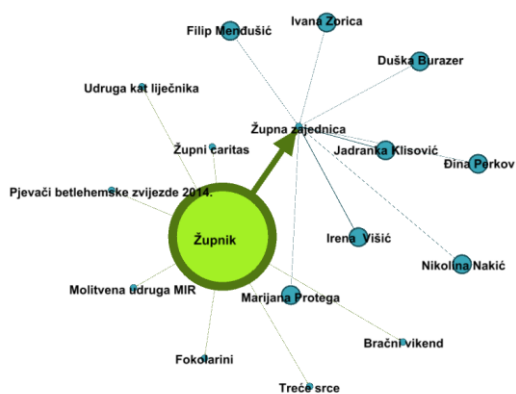 Ivana Zorica
Filip Menđušić
Duška Burazer
Udruga kat liječnika
Župna zajednica
Župni caritas
Jadranka Klisović
Đina Perkov
Pjevači betlehemske zvijezde 2014.
Župnik
Irena Višić
Nikolina Nakić
Molitvena udruga MIR
Marijana Protega
Bračni vikend
Fokolarini
Treće srce